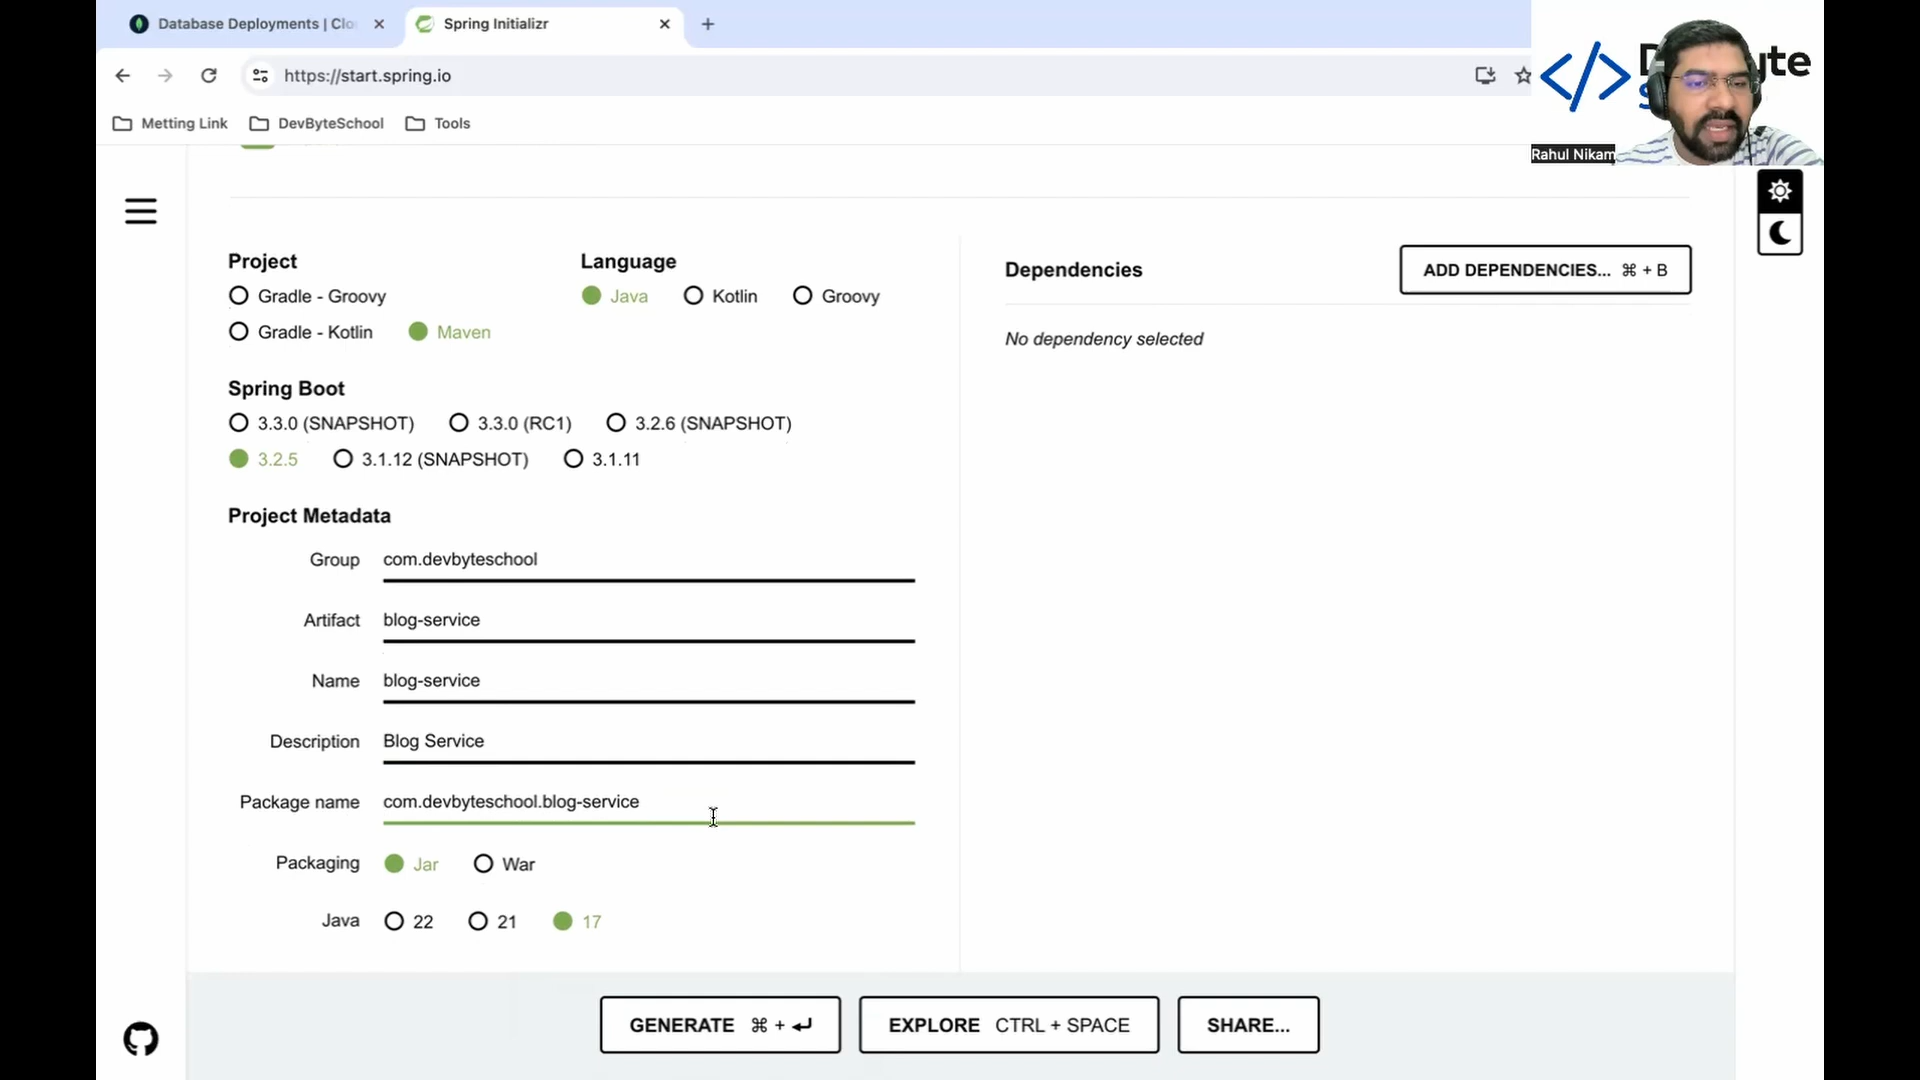 Database Deployments | Clo
Spring Initializr
https://start.spring.io
Metting Link
DevByteSchool
Tools
Rahul Nikam
Project
Gradle - Groovy
Gradle - Kotlin
Maven
Language
Java
Kotlin
Groovy
Spring Boot
3.3.0 (SNAPSHOT)
3.3.0 (RC1)
3.2.6 (SNAPSHOT)
3.2.5
3.1.12 (SNAPSHOT)
3.1.11
Project Metadata
Group
com.devbyteschool
Artifact
blog-service
Name
blog-service
Description
Blog Service
Package name
com.devbyteschool.blog-service
Packaging
Jar
War
Java
22
21
17
Dependencies
ADD DEPENDENCIES... ⌘ + B
No dependency selected
GENERATE ⌘ + ↵
EXPLORE CTRL + SPACE
SHARE...